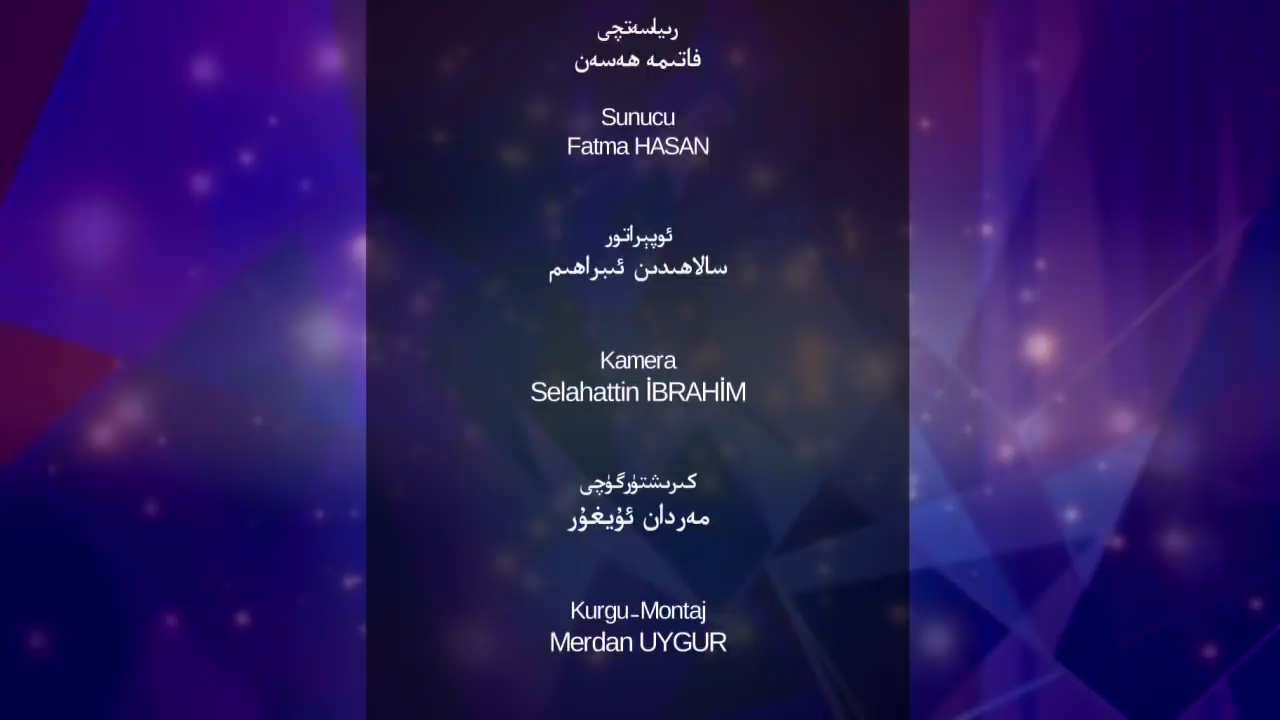 رىياسەتچى
فاتىمە ھەسەن
Sunucu
Fatma HASAN
ئوپېراتور
سالاھىدىن ئىبراھىم
Kamera
Selahattin İBRAHİM
كىرىشتۈرگۈچى
مەردان ئۇيغۇر
Kurgu-Montaj
Merdan UYGUR